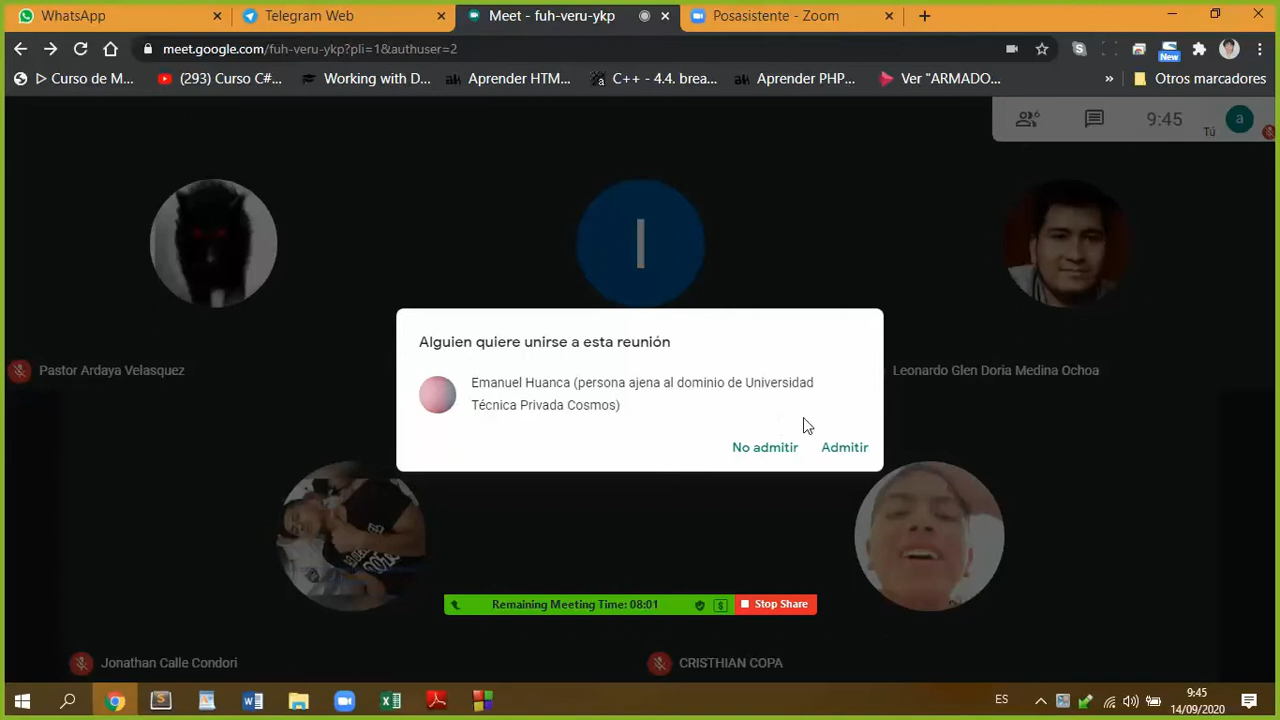 WhatsApp
Telegram Web
Meet - fuh-veru-ykp
Posasistente - Zoom
meet.google.com/fuh-veru-ykp?pli=1&authuser=2
New
Curso de M...
(293) Curso C#...
Working with D...
ak Aprender HTM...
C++ - 4.4. brea...
ak Aprender PHP...
Ver "ARMADO...
»
Otros marcadores
6
9:45
Tú
a
I
Pastor Ardaya Velasquez
Leonardo Glen Doria Medina Ochoa
Alguien quiere unirse a esta reunión
Emanuel Huanca (persona ajena al dominio de Universidad
Técnica Privada Cosmos)
No admitir
Admitir
Remaining Meeting Time: 08:01
Stop Share
Jonathan Calle Condori
CRISTHIAN COPA
ES
9:45
14/09/2020